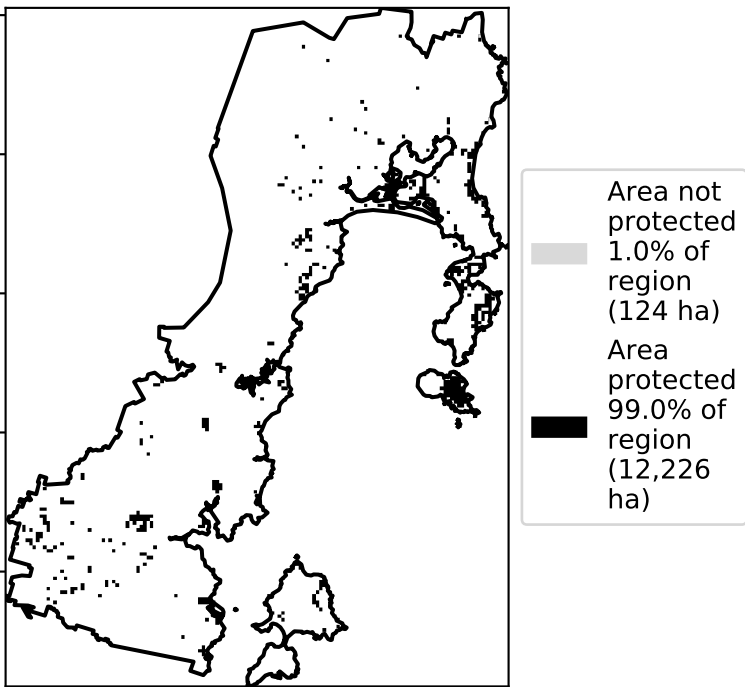 Area not
protected
1.0% of
region
(124 ha)
Area
protected
99.0% of
region
(12,226
ha)